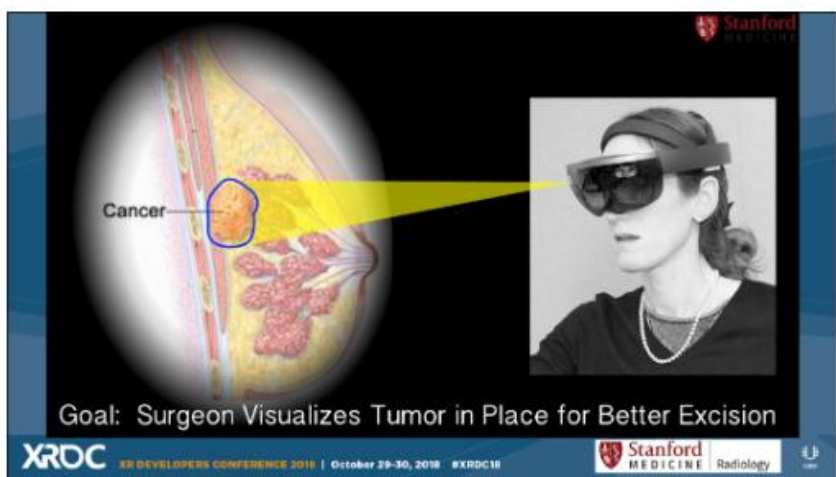 Stanford
MEDICINE
Cancer
Goal: Surgeon Visualizes Tumor in Place for Better Excision
XRDC
XR DEVELOPERS CONFERENCE 2018 | October 29-30, 2018 #XRDC18
Stanford
MEDICINE
Radiology